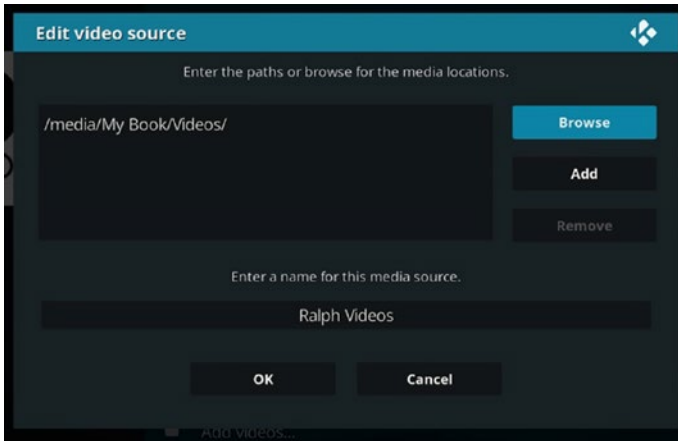 Edit video source
Enter the paths or browse for the media locations.
/media/My Book/Videos/
Browse
Add
Remove
Enter a name for this media source.
Ralph Videos
OK
Cancel
Add videos...